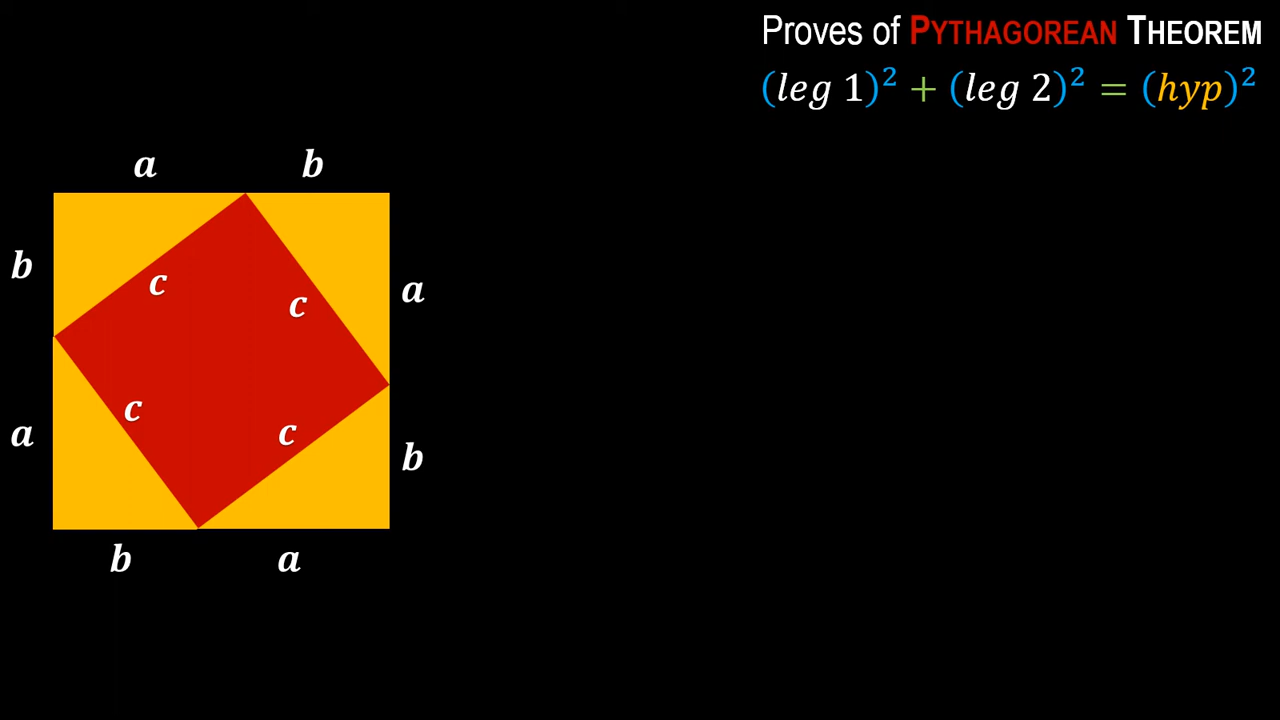 Proves of PYTHAGOREAN THEOREM
(leg 1)² + (leg 2)² = (hyp)²
a b
b
c
c
a
c
a
c
b
b a